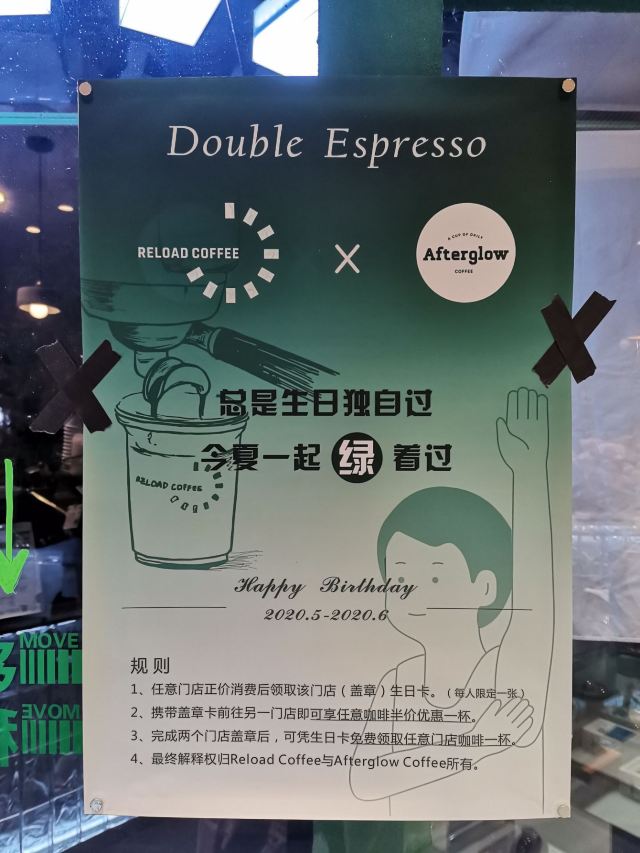 Double Espresso
RELOAD COFFEE
X
A CUP OF DAILY
Afterglow
COFFEE
总是生日独自过
今夏一起绿着过
RELOAD COFFEE
Happy Birthday
2020.5-2020.6
规则
1、任意门店正价消费后领取该门店（盖章）生日卡。（每人限定一张）
2、携带盖章卡前往另一门店即可享任意咖啡半价优惠一杯。
3、完成两个门店盖章后，可凭生日卡免费领取任意门店咖啡一杯。
4、最终解释权归Reload Coffee与Afterglow Coffee所有。
MOVE
MOVE